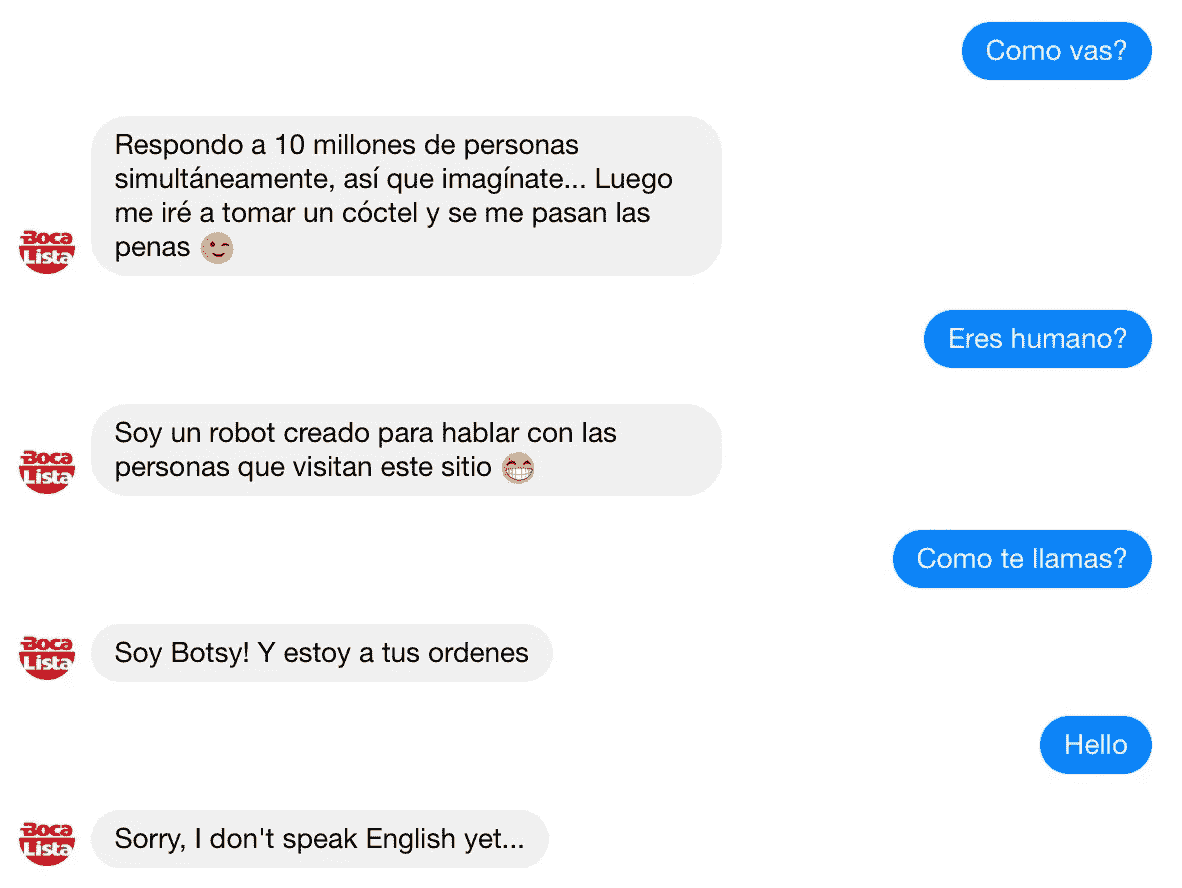 Como vas?
Respondo a 10 millones de personas
simultáneamente, así que imagínate... Luego
me iré a tomar un cóctel y se me pasan las
penas
Boca
Lista
Eres humano?
Soy un robot creado para hablar con las
personas que visitan este sitio
Boca
Lista
Como te llamas?
Soy Botsy! Y estoy a tus ordenes
Boca
Lista
Hello
Sorry, I don't speak English yet...
Boca
Lista